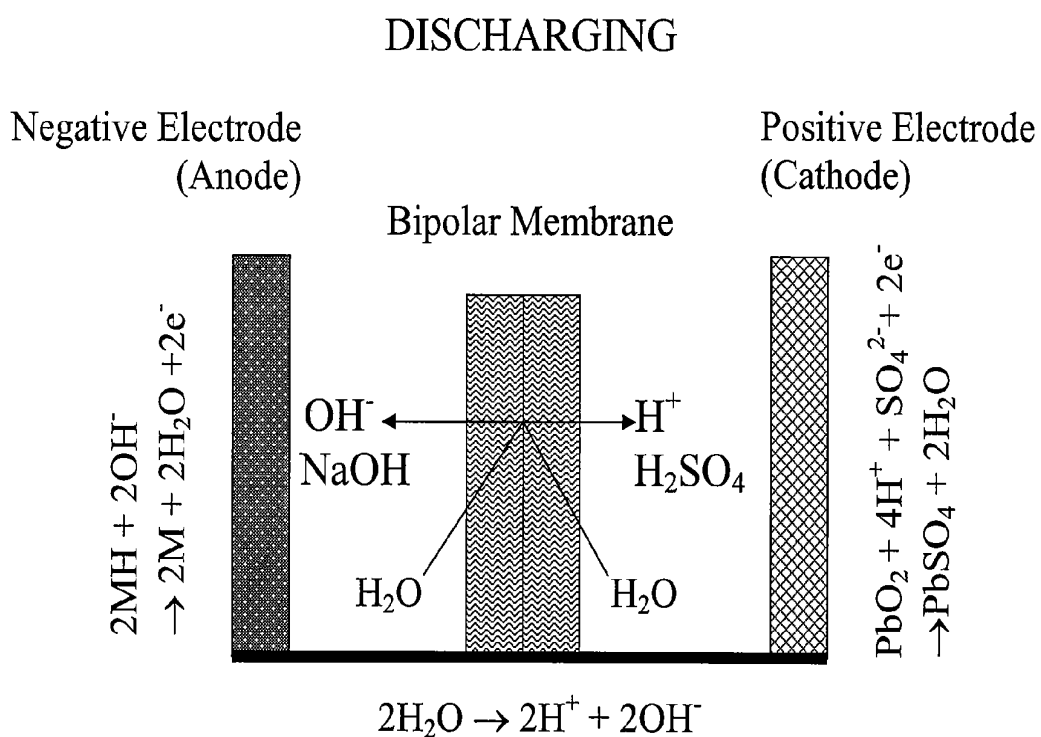 DISCHARGING
Negative Electrode
(Anode)
Positive Electrode
(Cathode)
Bipolar Membrane
2MH + 2OH⁻
→ 2M + 2H₂O +2e⁻
OH⁻
NaOH
H⁺
H₂SO₄
H₂O
H₂O
PbO₂ + 4H⁺ + SO₄²⁻ + 2e⁻
→PbSO₄ + 2H₂O
2H₂O → 2H⁺ + 2OH⁻